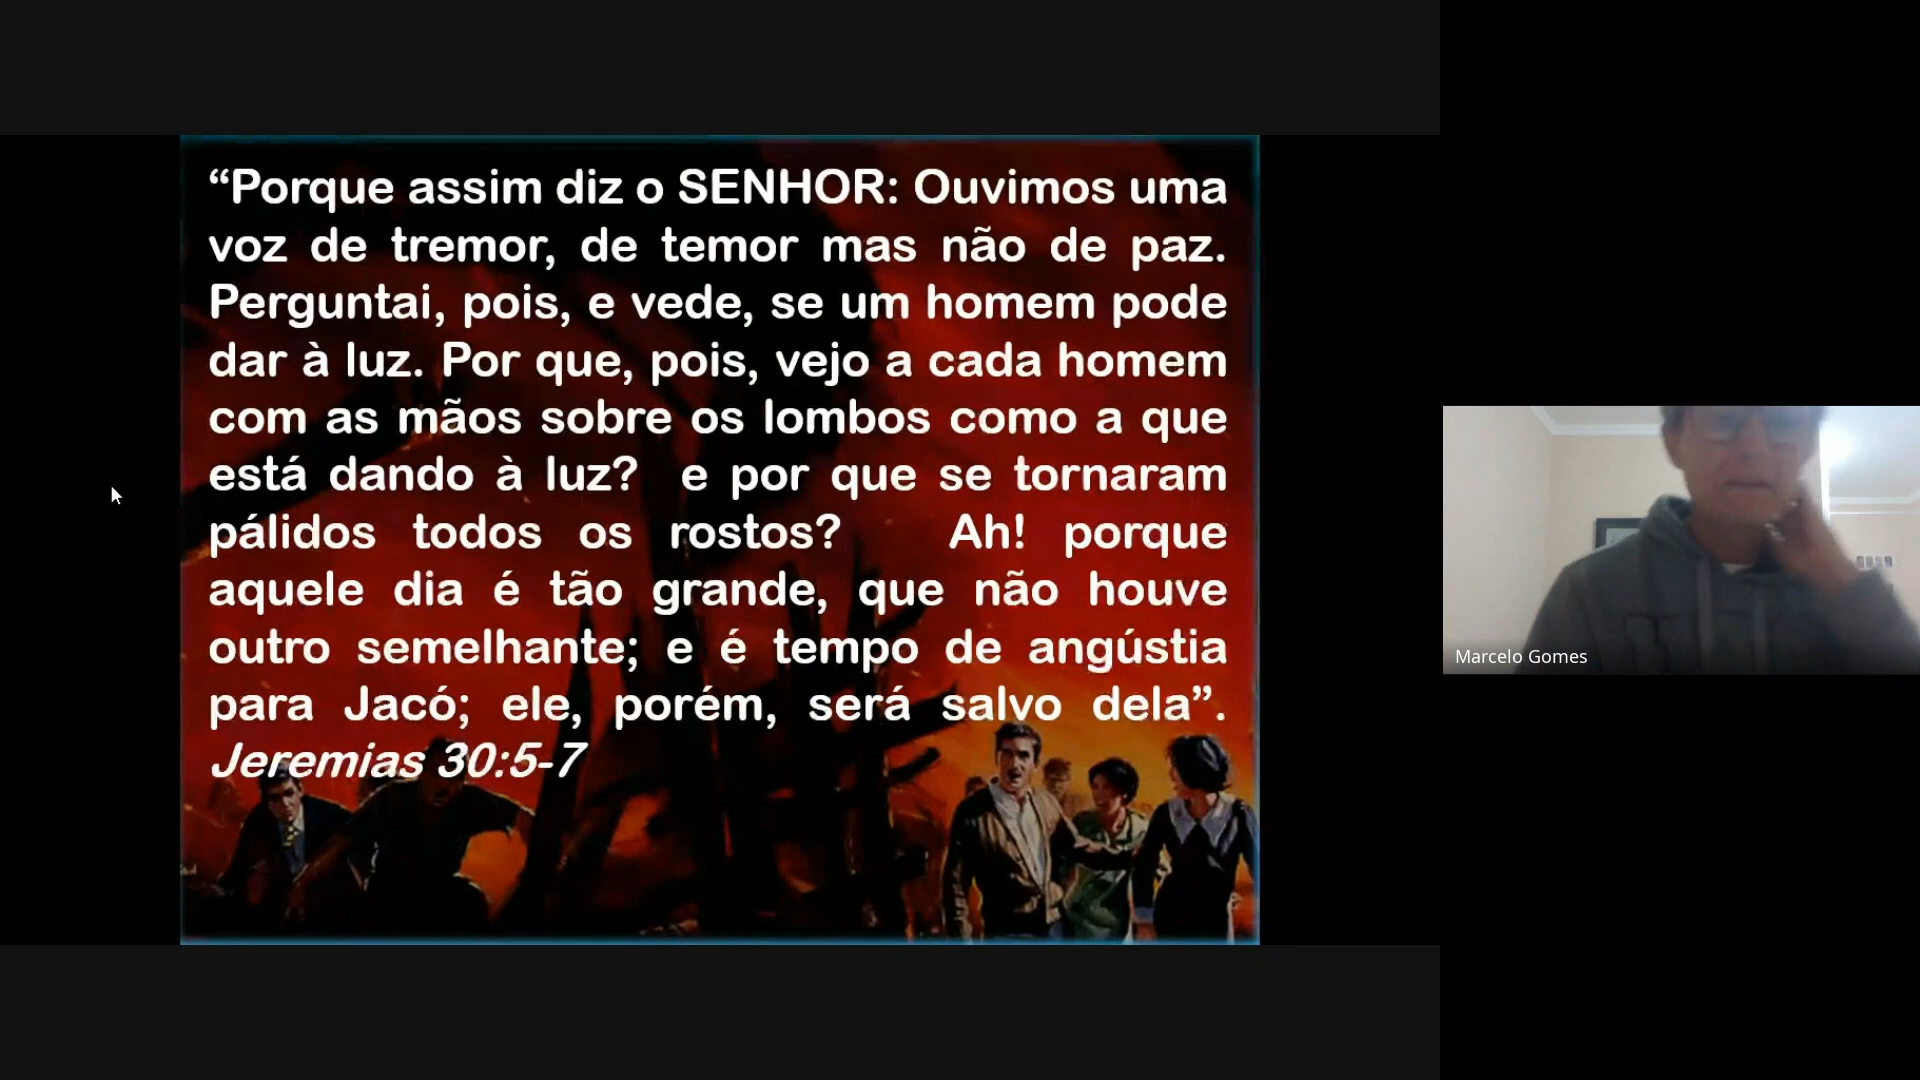 “Porque assim diz o SENHOR: Ouvimos uma
voz de tremor, de temor mas não de paz.
Perguntai, pois, e vede, se um homem pode
dar à luz. Por que, pois, vejo a cada homem
com as mãos sobre os lombos como a que
está dando à luz? e por que se tornaram
pálidos todos os rostos? Ah! porque
aquele dia é tão grande, que não houve
outro semelhante; e é tempo de angústia
para Jacó; ele, porém, será salvo dela”.
Jeremias 30:5-7
Marcelo Gomes